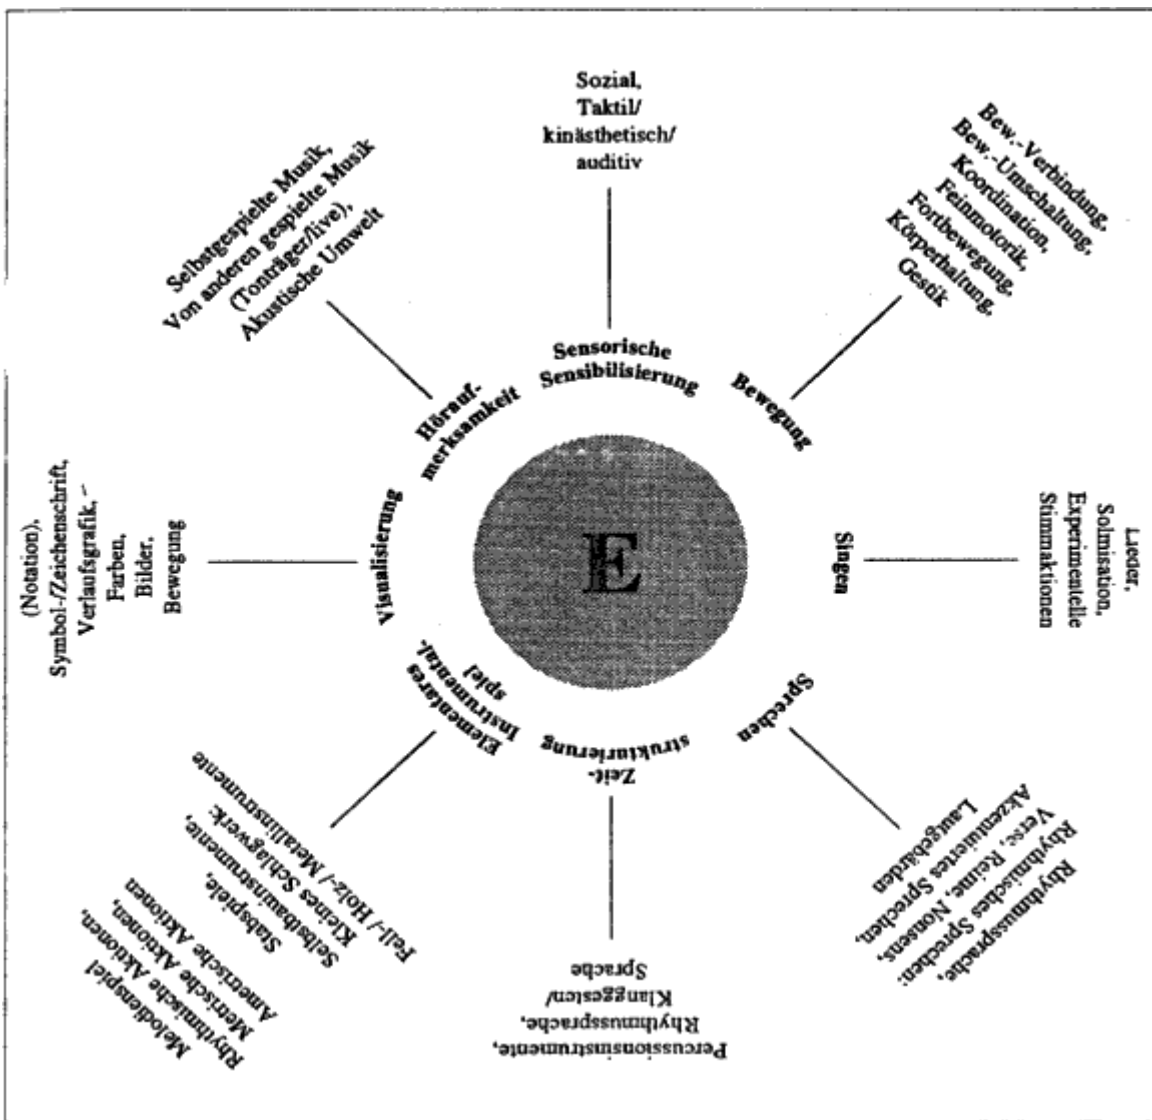 Sozial,
Taktil/
kinästhetisch/
auditiv
Sensorische
Sensibilisierung
Bew.-Verbindung,
Bew.-Umschaltung,
Koordination,
Feinmotorik,
Fortbewegung,
Körperhaltung,
Gestik
Bewegung
Lieder,
Solmisation,
Experimentelle
Stimmaktionen
Singen
Rhythmussprache,
Rhythmisches Sprechen:
Verse, Reime, Nonsens,
Akzentuiertes Sprechen,
Lautgebärden
Sprechen
Percussionsinstrumente,
Rhythmussprache,
Klanggesten/
Sprache
Zeit-
strukturierung
Melodienspiel
Rhythmische Aktionen,
Metrische Aktionen,
Ametrische Aktionen
Stabspiele,
Selbstbauinstrumente,
Kleines Schlagwerk:
Fell-/ Holz-/ Metallinstrumente
Elementares
Instrumental-
spiel
(Notation),
Symbol-/Zeichenschrift,
Verlaufsgrafik,
Farben,
Bilder,
Bewegung
Visualisierung
Selbstgespielte Musik,
Von anderen gespielte Musik
(Tonträger/live),
Akustische Umwelt
Hörauf-
merksamkeit
E